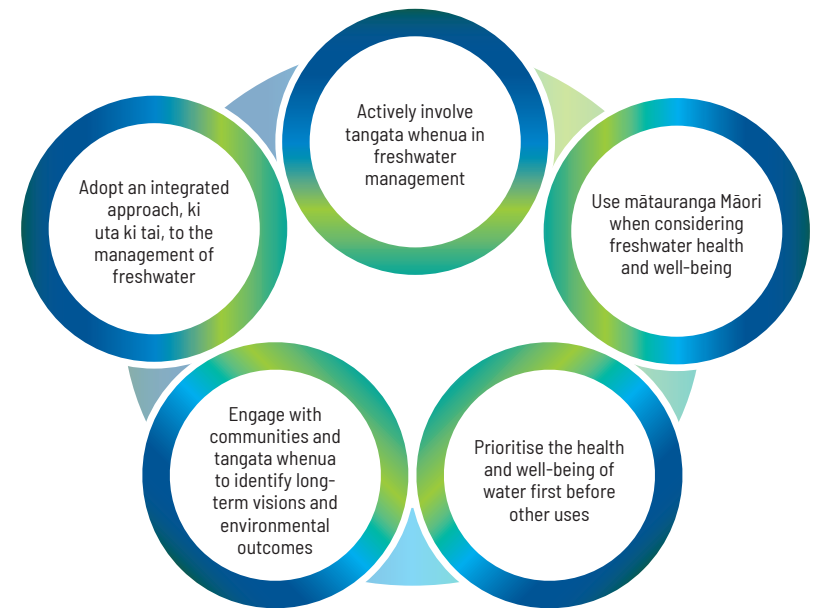 Actively involve
tangata whenua in
freshwater
management
Use mātauranga Māori
when considering
freshwater health
and well-being
Prioritise the health
and well-being of
water first before
other uses
Engage with
communities and
tangata whenua
to identify long-
term visions and
environmental
outcomes
Adopt an integrated
approach, ki
uta ki tai, to the
management of
freshwater